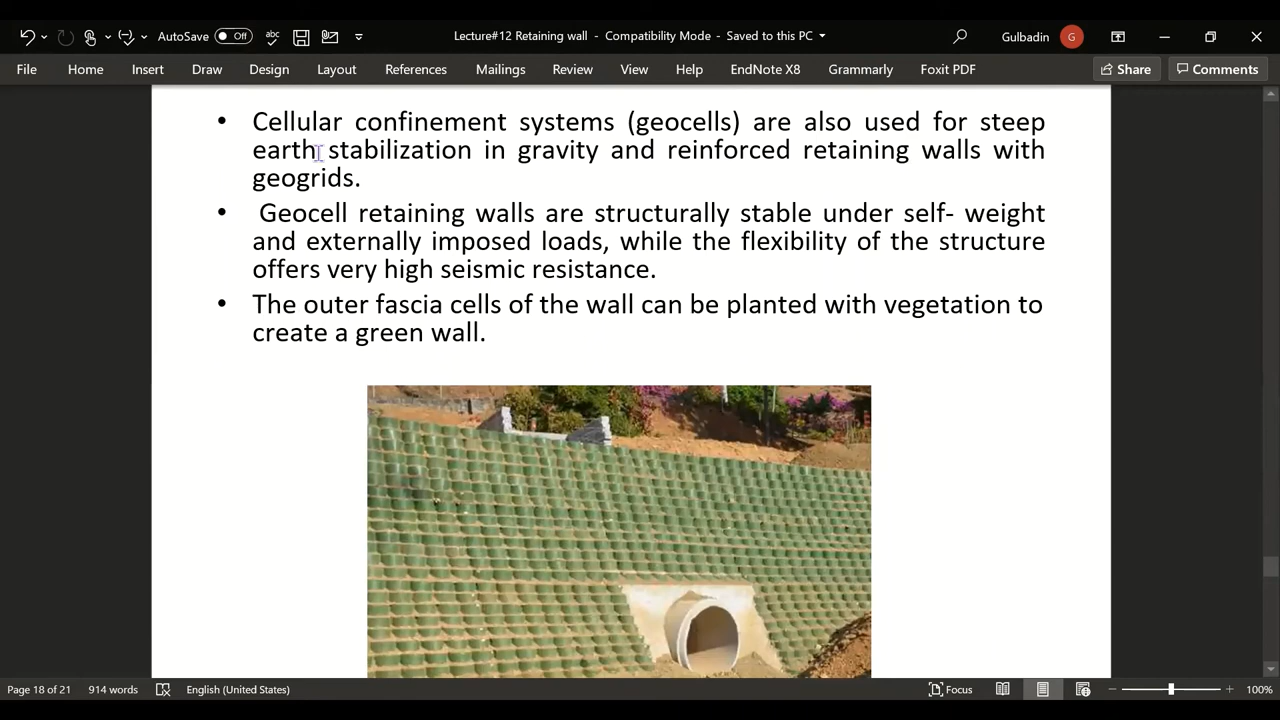 AutoSave Off
Lecture#12 Retaining wall - Compatibility Mode - Saved to this PC
Gulbadin G
File Home Insert Draw Design Layout References Mailings Review View Help EndNote X8 Grammarly Foxit PDF Share Comments
• Cellular confinement systems (geocells) are also used for steep
earth stabilization in gravity and reinforced retaining walls with
geogrids.
• Geocell retaining walls are structurally stable under self- weight
and externally imposed loads, while the flexibility of the structure
offers very high seismic resistance.
• The outer fascia cells of the wall can be planted with vegetation to
create a green wall.
Page 18 of 21 914 words English (United States) Focus 100%